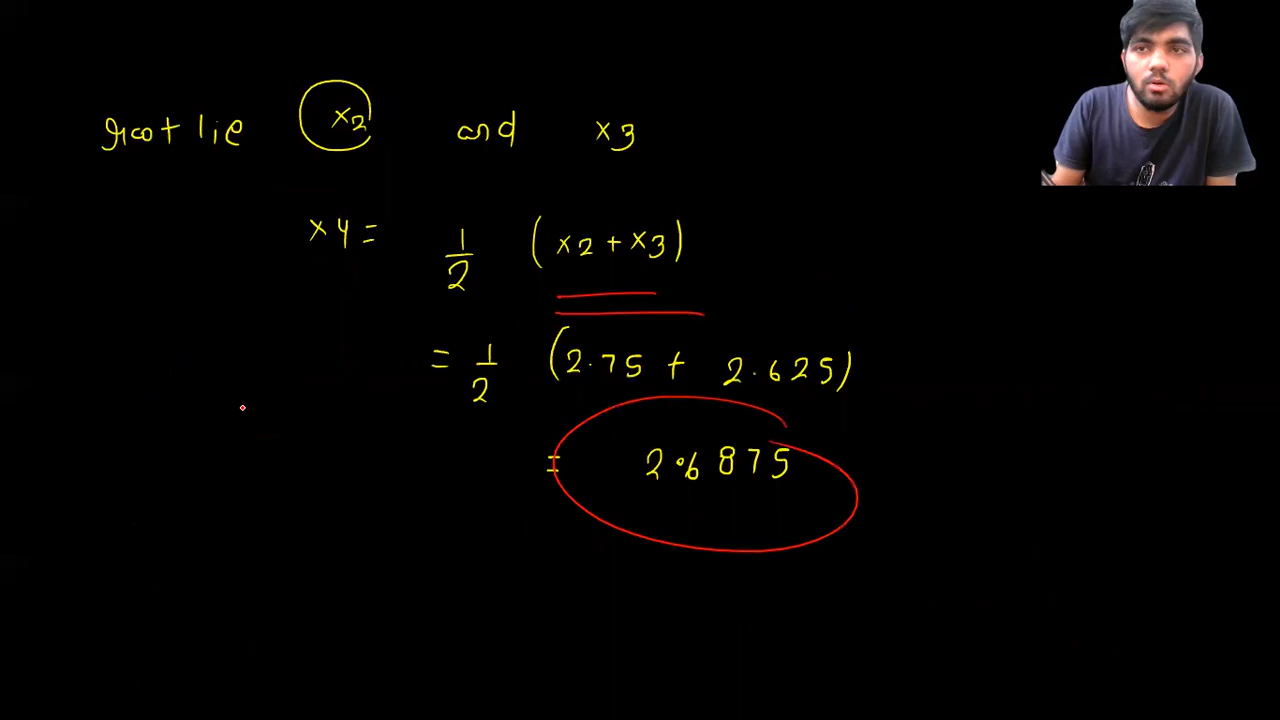 root lie x2 and x3
x4 = 1/2 (x2 + x3)
= 1/2 (2.75 + 2.625)
= 2.6875